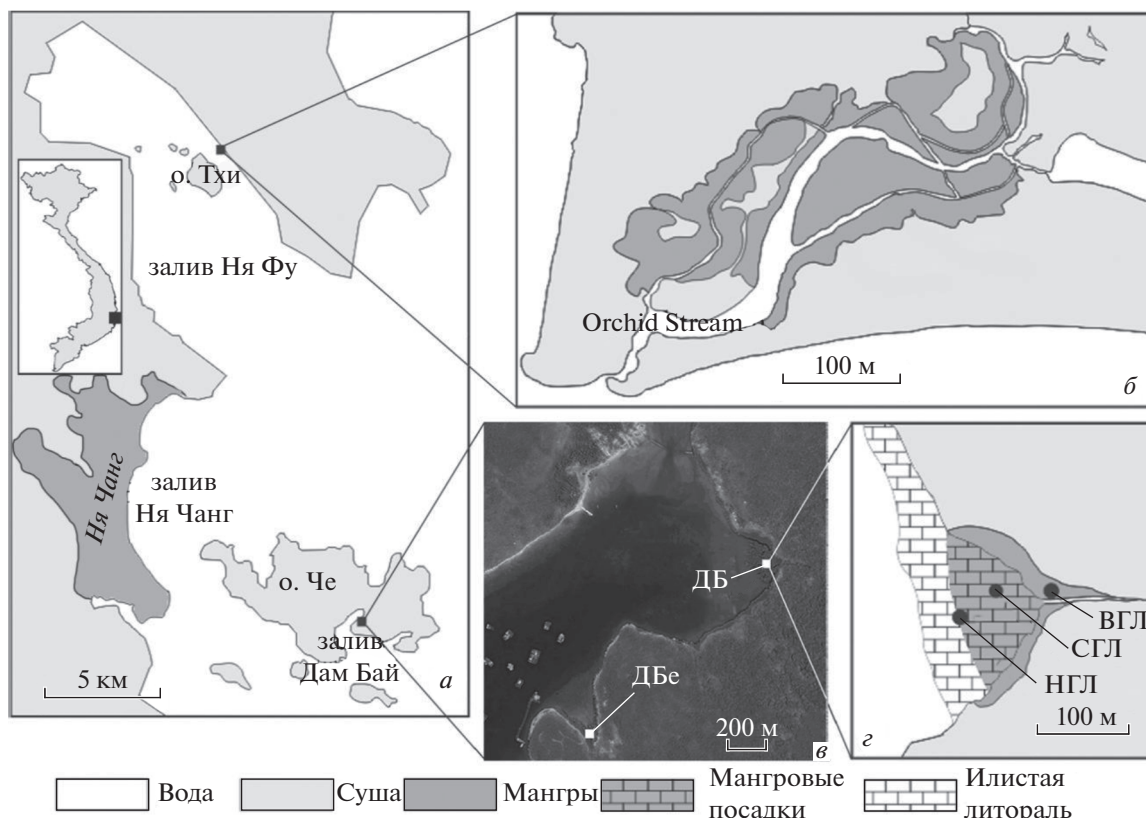 о. Тхи
залив Ня Фу
Ня Чанг
залив
Ня Чанг
о. Че
залив
Дам Бай
5 км
а
Orchid Stream
100 м
б
ДБ
ДБе
200 м
в
ВГЛ
СГЛ
НГЛ
100 м
г
Вода
Суша
Мангры
Мангровые
посадки
Илистая
литораль